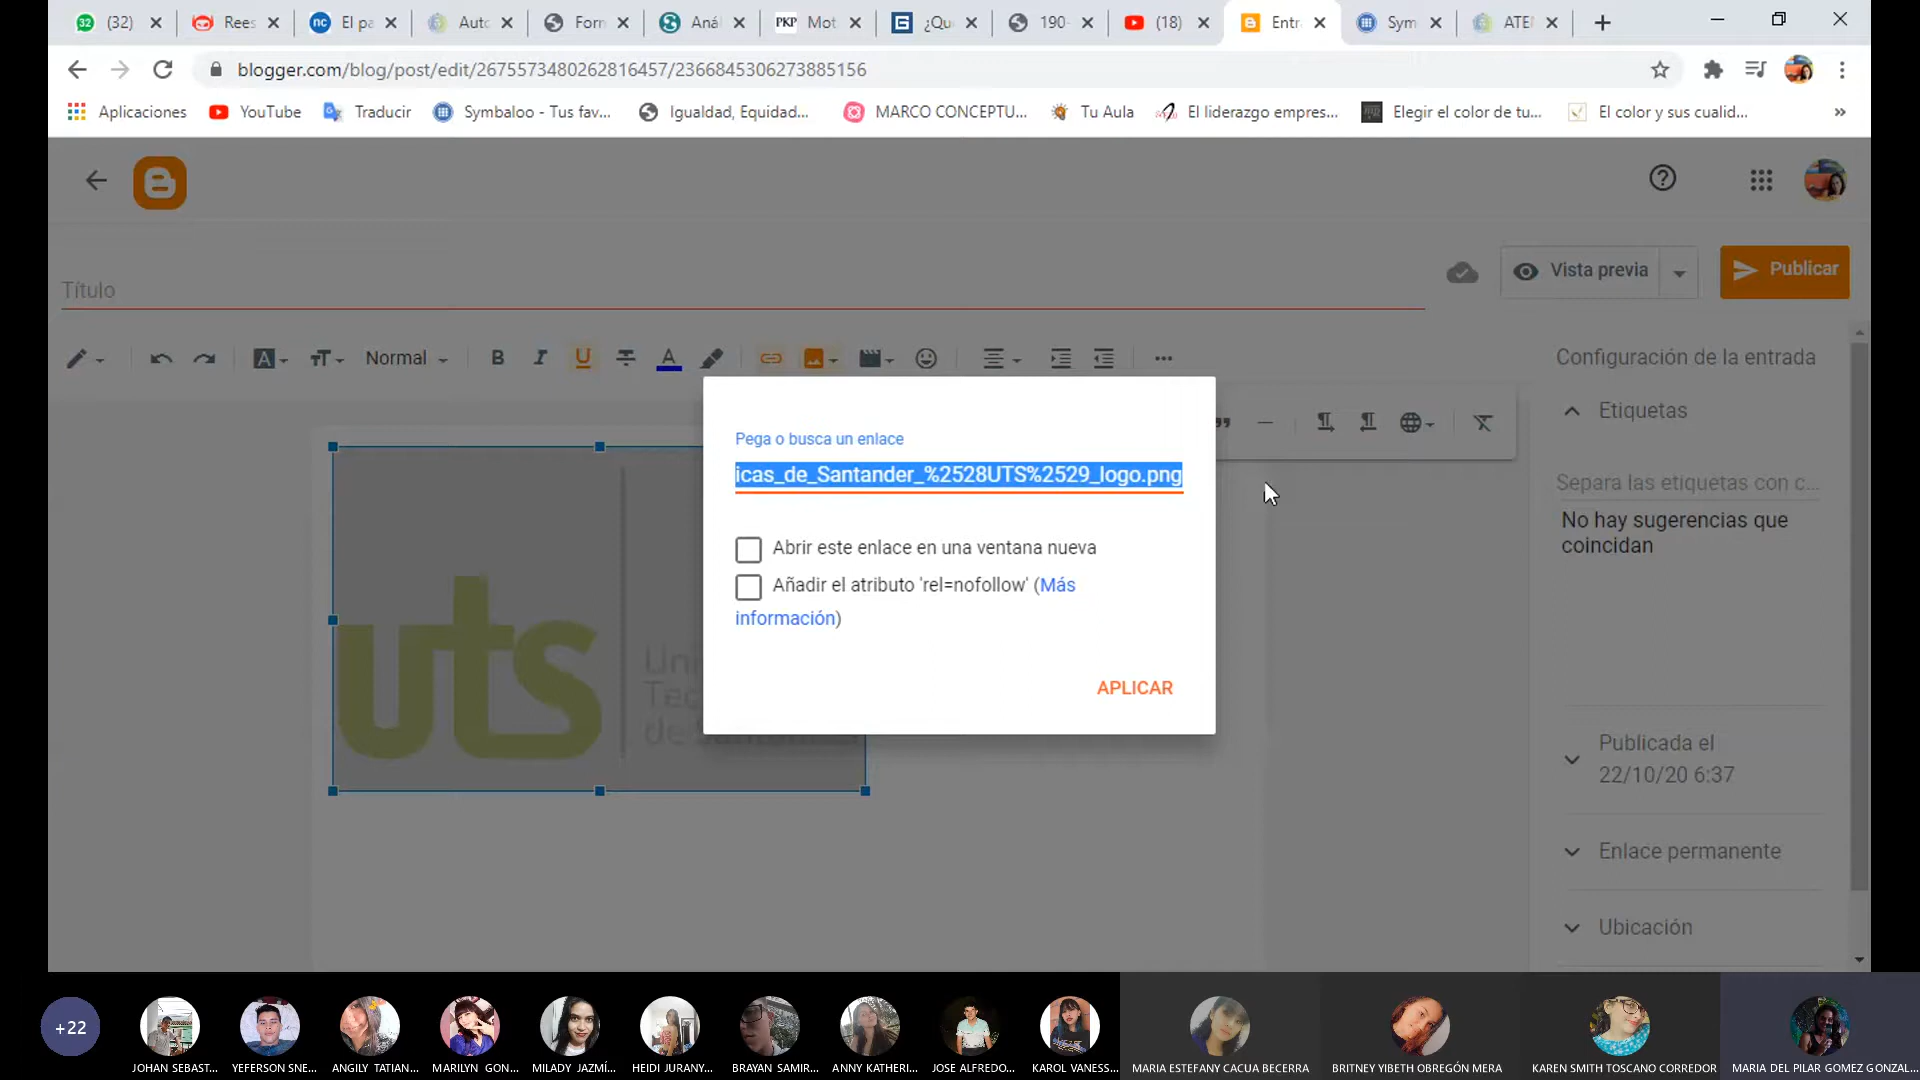 32 (32)
Rees
nc El pa
Auto
Forn
Aná
PKP Mot
G ¿Qu
190
(18)
Entr
Sym
ATEI
blogger.com/blog/post/edit/2675573480262816457/2366845306273885156
Aplicaciones
YouTube
Traducir
Symbaloo - Tus fav...
Igualdad, Equidad...
MARCO CONCEPTU...
Tu Aula
El liderazgo empres...
Elegir el color de tu...
El color y sus cualid...
»
Título
Vista previa
Publicar
Normal
B I U A
Configuración de la entrada
Etiquetas
Separa las etiquetas con c...
No hay sugerencias que
coincidan
Pega o busca un enlace
icas_de_Santander_%2528UTS%2529_logo.png
Abrir este enlace en una ventana nueva
Añadir el atributo 'rel=nofollow' (Más
información)
APLICAR
uts
Uni
Tec
de Santander
Publicada el
22/10/20 6:37
Enlace permanente
Ubicación
+22
JOHAN SEBAST...
YEFERSON SNE...
ANGILY TATIAN...
MARILYN GON...
MILADY JAZMÍ...
HEIDI JURANY...
BRAYAN SAMIR...
ANNY KATHERI...
JOSE ALFREDO...
KAROL VANESS...
MARIA ESTEFANY CACUA BECERRA
BRITNEY YIBETH OBREGÓN MERA
KAREN SMITH TOSCANO CORREDOR
MARIA DEL PILAR GOMEZ GONZAL...